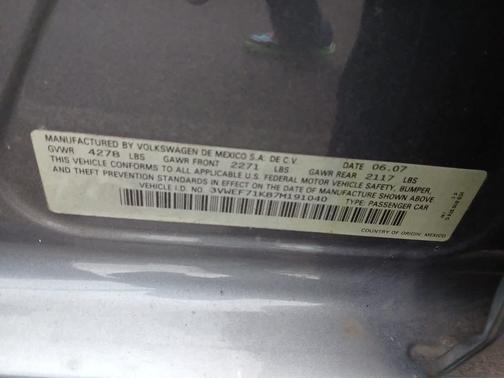 MANUFACTURED BY VOLKSWAGEN DE MEXICO S.A. DE C.V.
GVWR 4278 LBS GAWR FRONT 2271 LBS DATE 06.07
GAWR REAR 2117 LBS
THIS VEHICLE CONFORMS TO ALL APPLICABLE U.S. FEDERAL MOTOR VEHICLE SAFETY, BUMPER,
AND THEFT PREVENTION STANDARDS IN EFFECT ON THE DATE OF MANUFACTURE SHOWN ABOVE
VEHICLE I.D. NO. 3VWEF71K87M191040 TYPE: PASSENGER CAR
COUNTRY OF ORIGIN: MEXICO